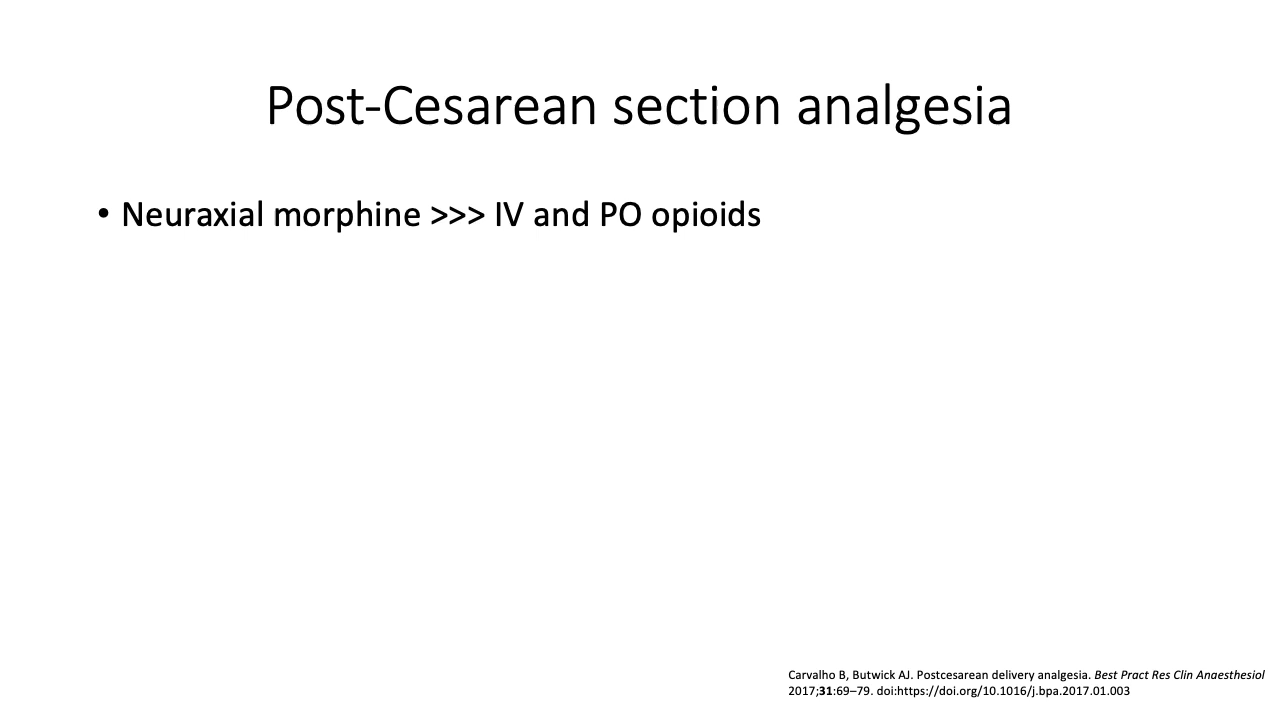 Post-Cesarean section analgesia
• Neuraxial morphine >>> IV and PO opioids
Carvalho B, Butwick AJ. Postcesarean delivery analgesia. Best Pract Res Clin Anaesthesiol
2017;31:69–79. doi:https://doi.org/10.1016/j.bpa.2017.01.003